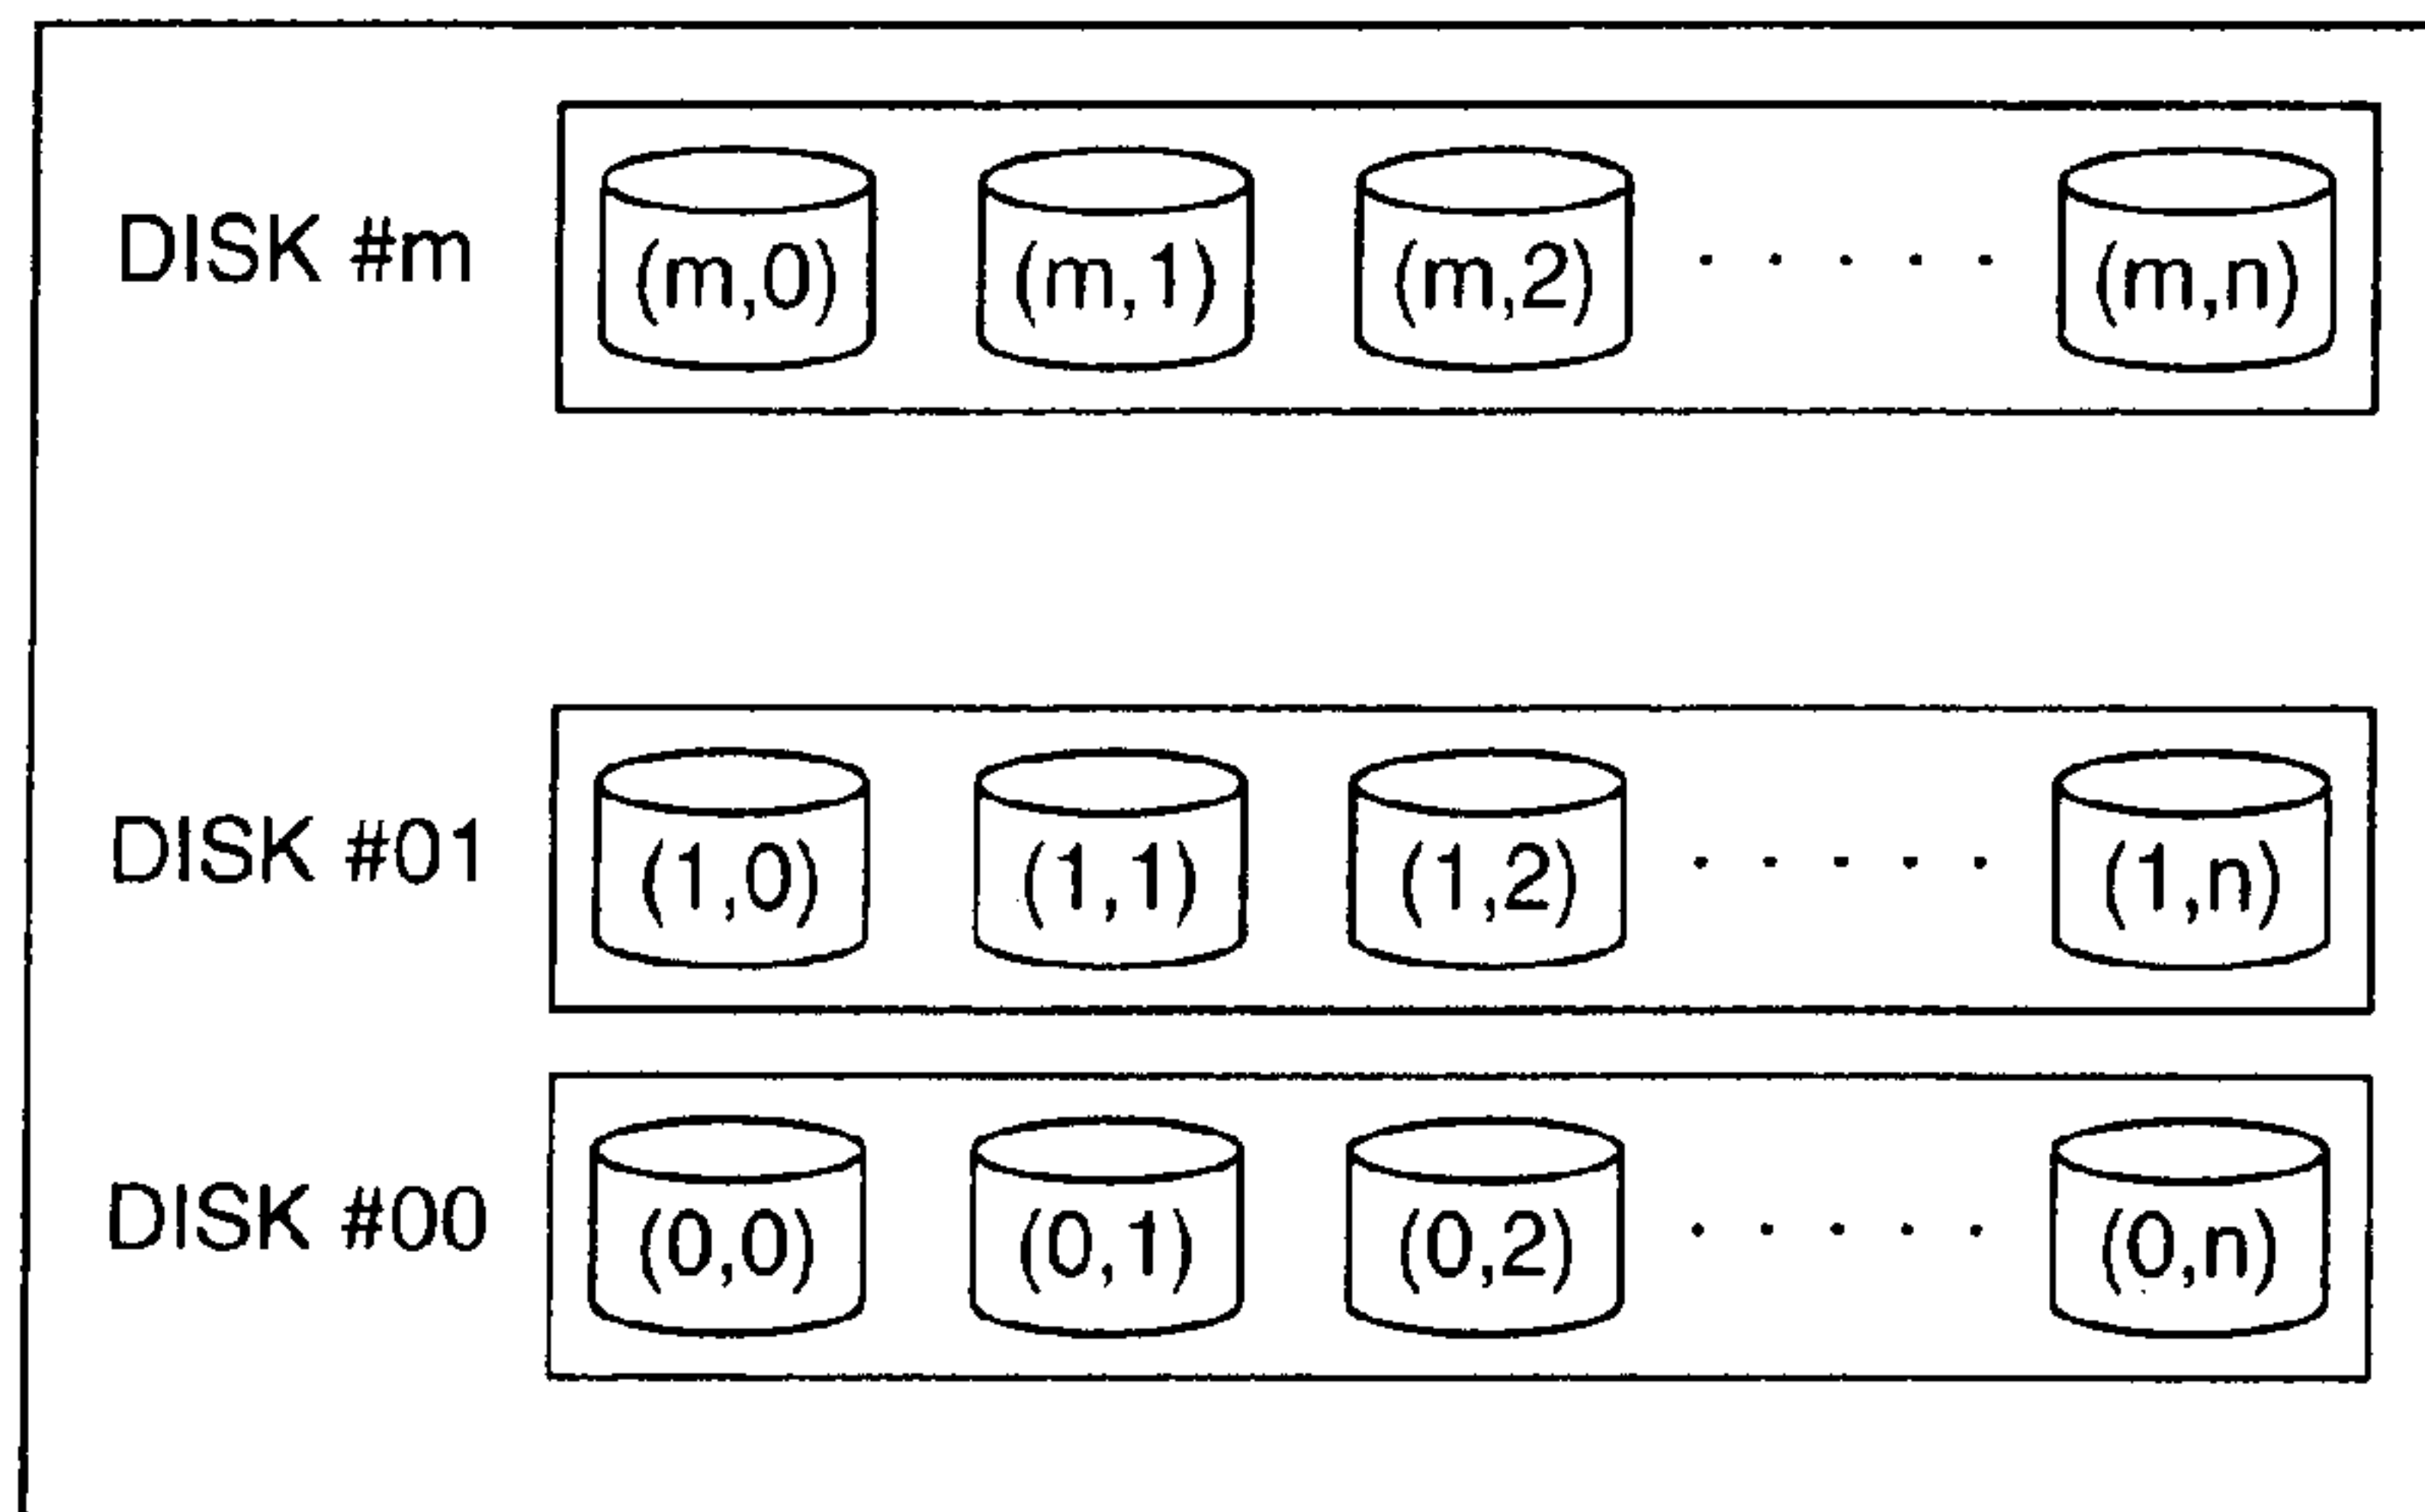 DISK #m (m,0) (m,1) (m,2) · · · · · (m,n)
DISK #01 (1,0) (1,1) (1,2) · · · · · (1,n)
DISK #00 (0,0) (0,1) (0,2) · · · · · (0,n)